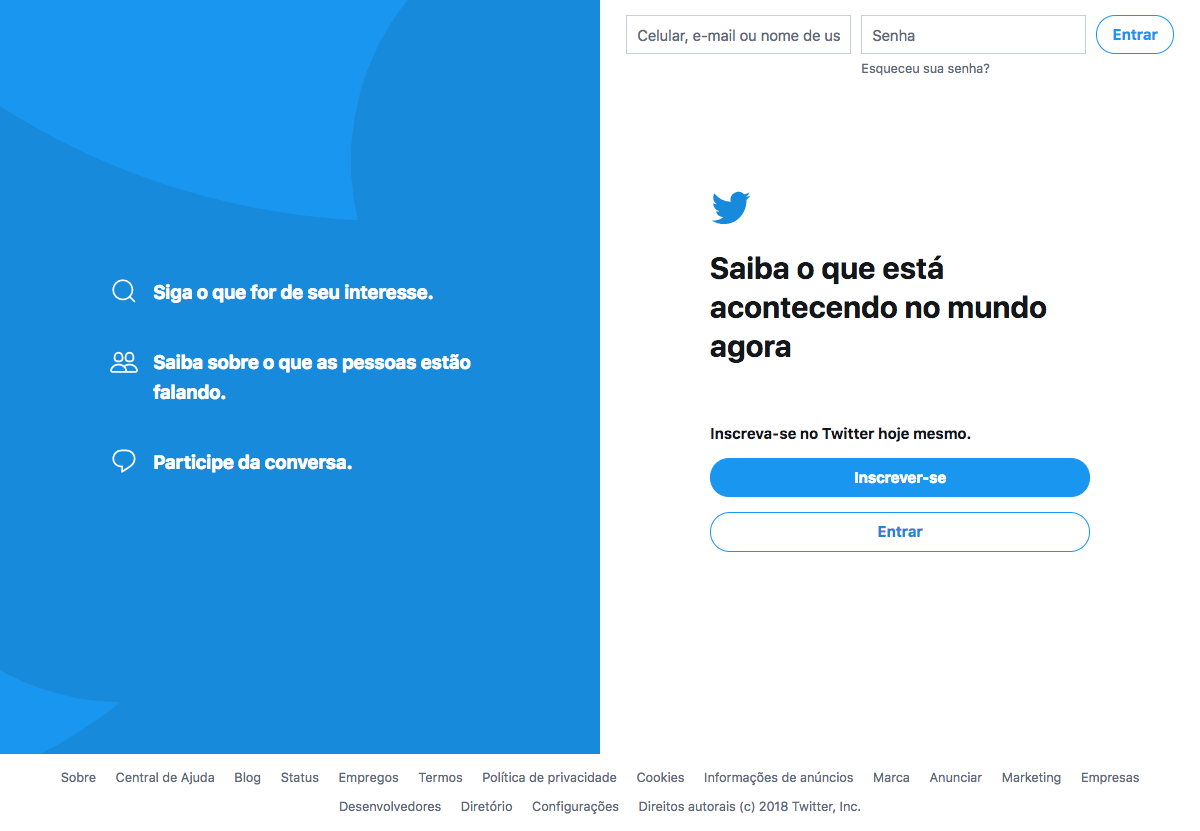 Celular, e-mail ou nome de us
Senha
Entrar
Esqueceu sua senha?
Siga o que for de seu interesse.
Saiba sobre o que as pessoas estão
falando.
Participe da conversa.
Saiba o que está
acontecendo no mundo
agora
Inscreva-se no Twitter hoje mesmo.
Inscrever-se
Entrar
Sobre Central de Ajuda Blog Status Empregos Termos Política de privacidade Cookies Informações de anúncios Marca Anunciar Marketing Empresas
Desenvolvedores Diretório Configurações Direitos autorais (c) 2018 Twitter, Inc.